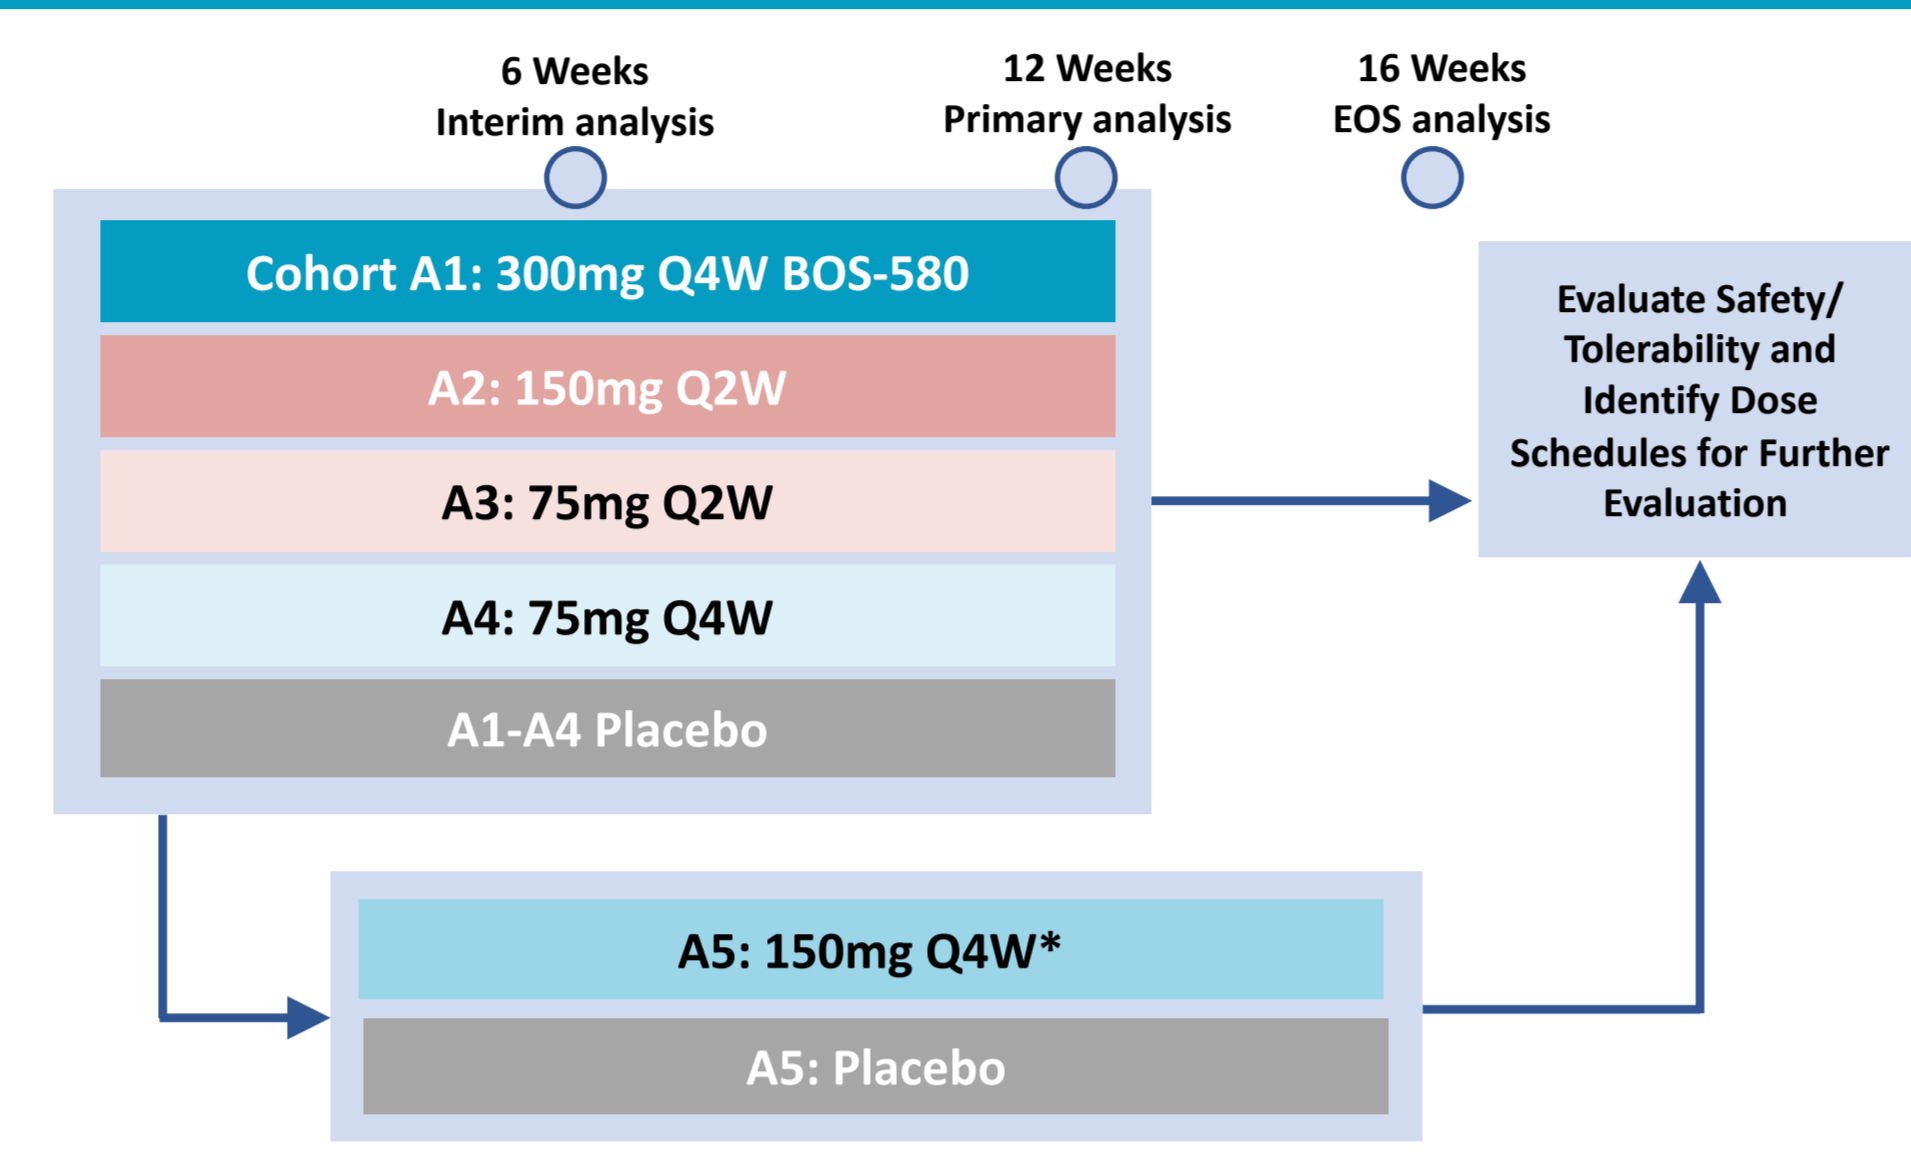 6 Weeks
Interim analysis
12 Weeks
Primary analysis
16 Weeks
EOS analysis
Cohort A1: 300mg Q4W BOS-580
A2: 150mg Q2W
A3: 75mg Q2W
A4: 75mg Q4W
A1-A4 Placebo
Evaluate Safety/
Tolerability and
Identify Dose
Schedules for Further
Evaluation
A5: 150mg Q4W*
A5: Placebo